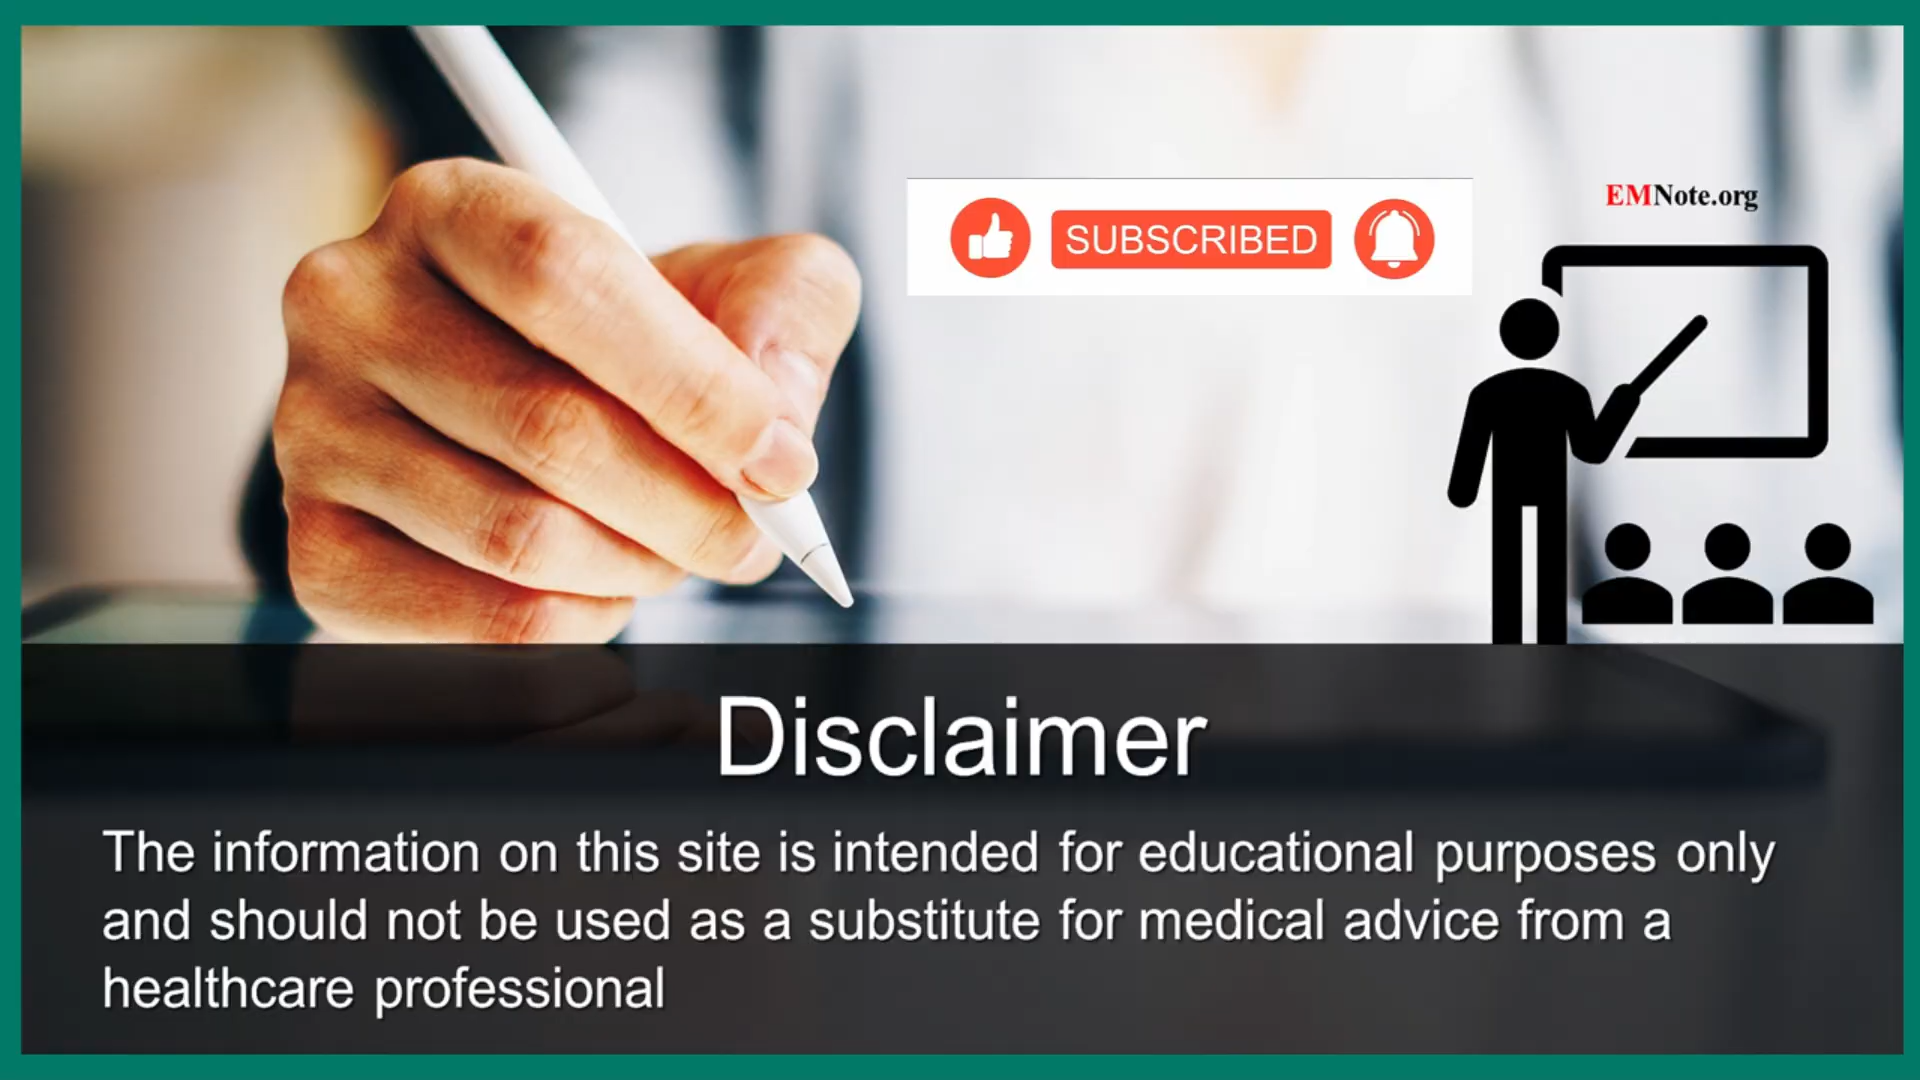 EMNote.org
SUBSCRIBED
Disclaimer
The information on this site is intended for educational purposes only
and should not be used as a substitute for medical advice from a
healthcare professional